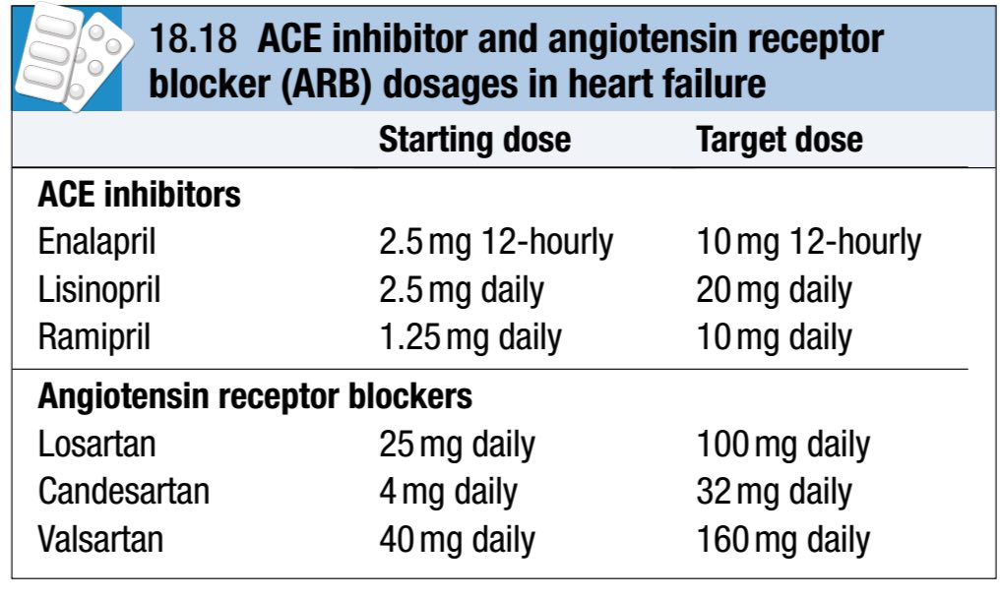 18.18 ACE inhibitor and angiotensin receptor
blocker (ARB) dosages in heart failure
Starting dose Target dose
ACE inhibitors
Enalapril 2.5 mg 12-hourly 10 mg 12-hourly
Lisinopril 2.5 mg daily 20 mg daily
Ramipril 1.25 mg daily 10 mg daily
Angiotensin receptor blockers
Losartan 25 mg daily 100 mg daily
Candesartan 4 mg daily 32 mg daily
Valsartan 40 mg daily 160 mg daily